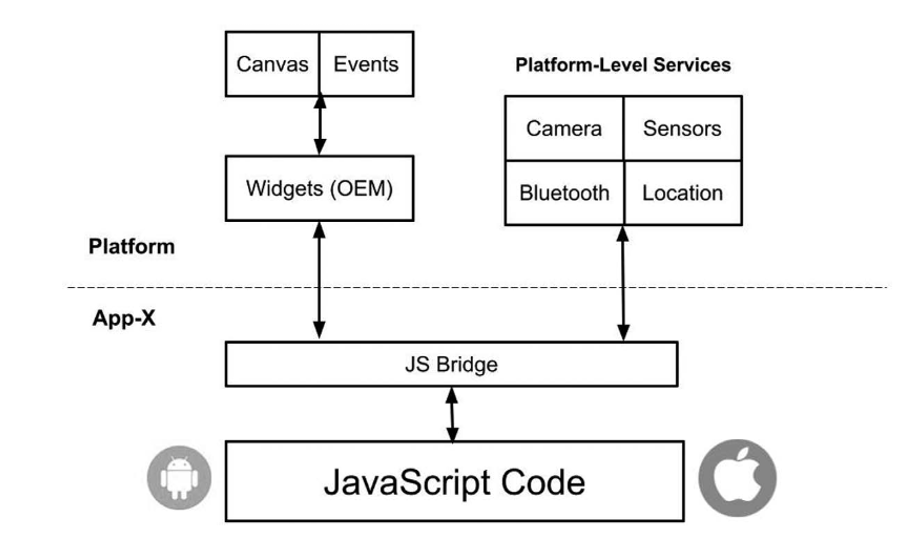 Canvas
Events
Platform-Level Services
Camera
Sensors
Widgets (OEM)
Bluetooth
Location
Platform
App-X
JS Bridge
JavaScript Code